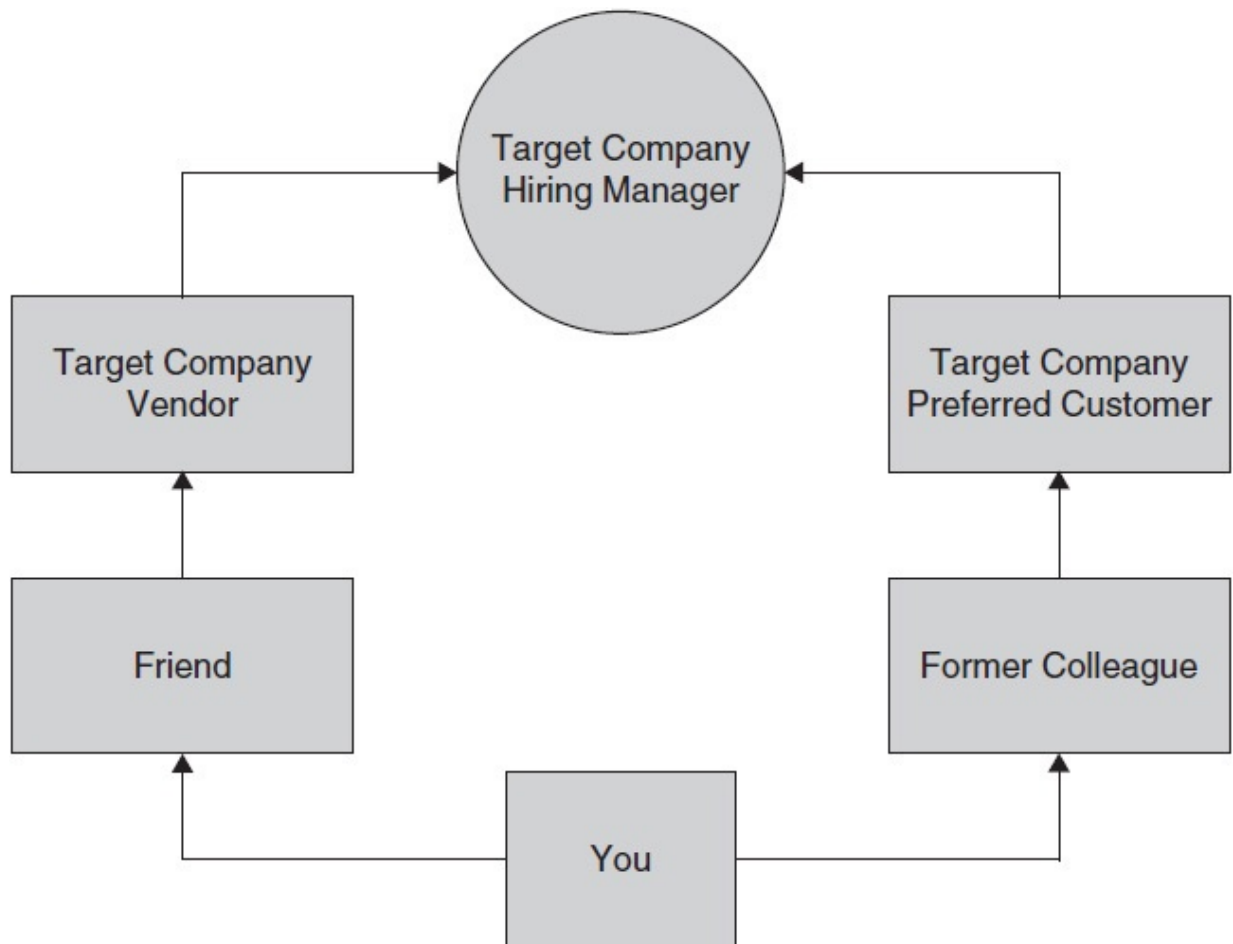 Target Company
Hiring Manager
Target Company
Vendor
Target Company
Preferred Customer
Friend
Former Colleague
You